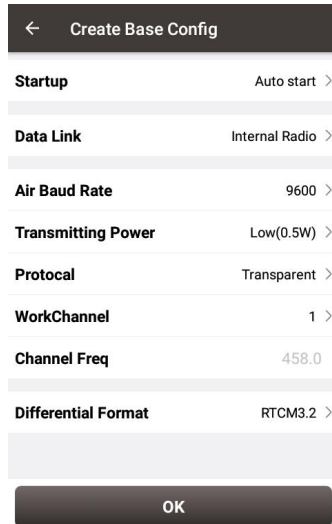 Create Base Config
Startup Auto start
Data Link Internal Radio
Air Baud Rate 9600
Transmitting Power Low(0.5W)
Protocal Transparent
WorkChannel 1
Channel Freq 458.0
Differential Format RTCM3.2
OK